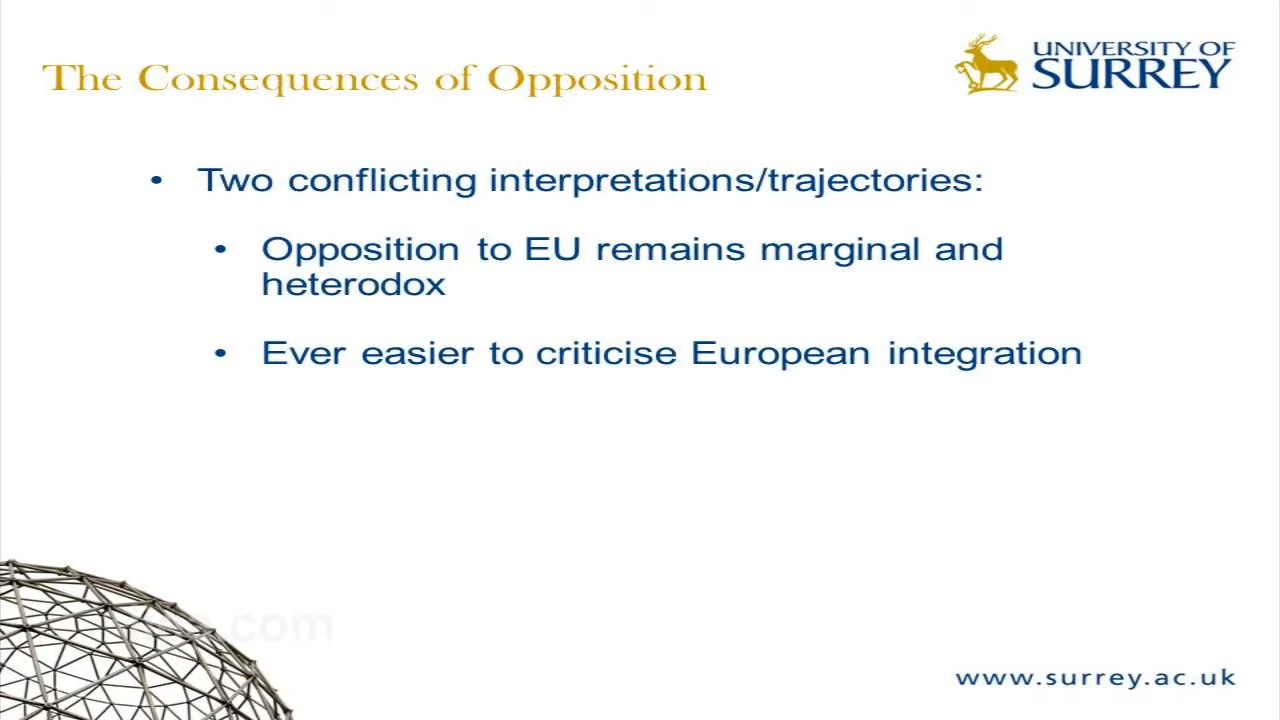 The Consequences of Opposition
UNIVERSITY OF
SURREY
• Two conflicting interpretations/trajectories:
• Opposition to EU remains marginal and
heterodox
• Ever easier to criticise European integration
.com
www.surrey.ac.uk